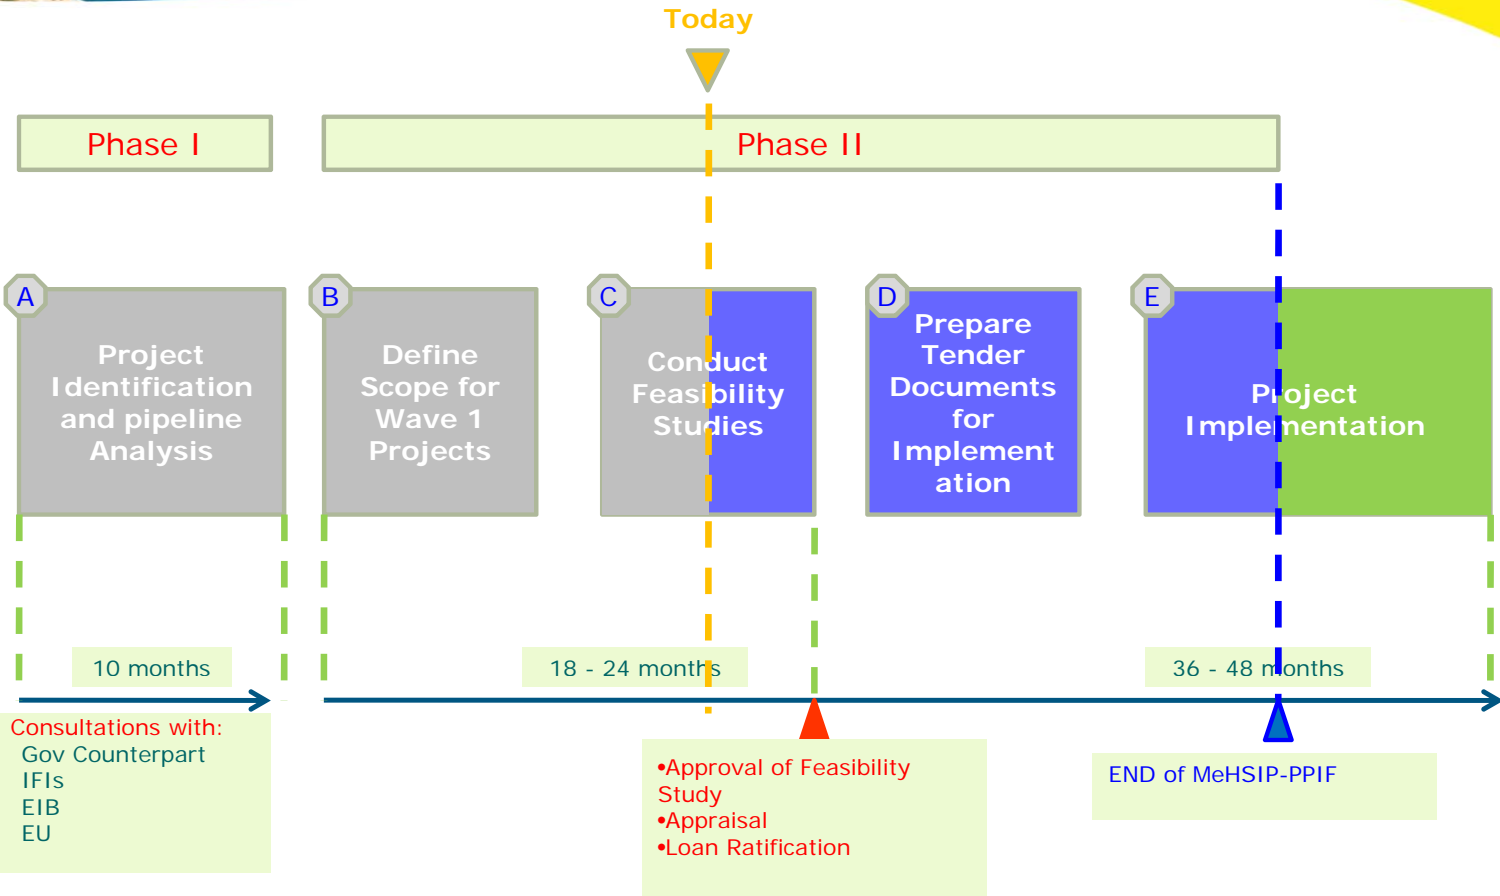 Today
Phase I
Phase II
A
Project
Identification
and pipeline
Analysis
B
Define
Scope for
Wave 1
Projects
C
Conduct
Feasibility
Studies
D
Prepare
Tender
Documents
for
Implement
ation
E
Project
Implementation
10 months
18 - 24 months
36 - 48 months
Consultations with:
Gov Counterpart
IFIs
EIB
EU
•Approval of Feasibility
Study
•Appraisal
•Loan Ratification
END of MeHSIP-PPIF